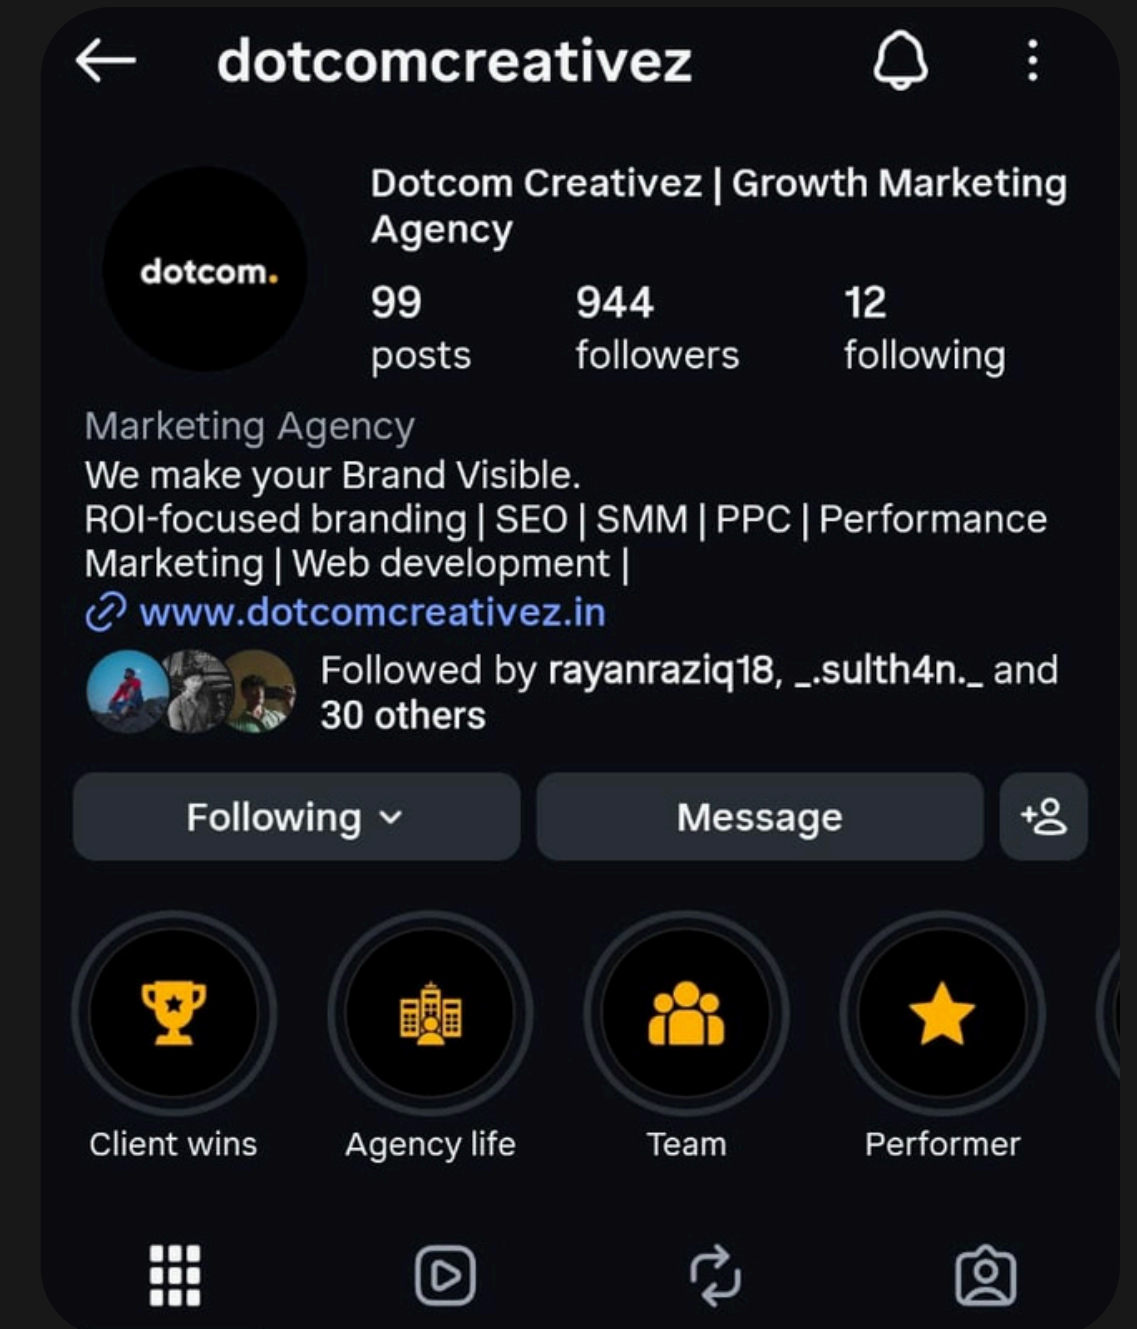 dotcomcreativez
dotcom.
Dotcom Creativez | Growth Marketing
Agency
99 944 12
posts followers following
Marketing Agency
We make your Brand Visible.
ROI-focused branding | SEO | SMM | PPC | Performance
Marketing | Web development |
www.dotcomcreativez.in
Followed by rayanraziq18, _.sulth4n._ and
30 others
Following Message
Client wins Agency life Team Performer